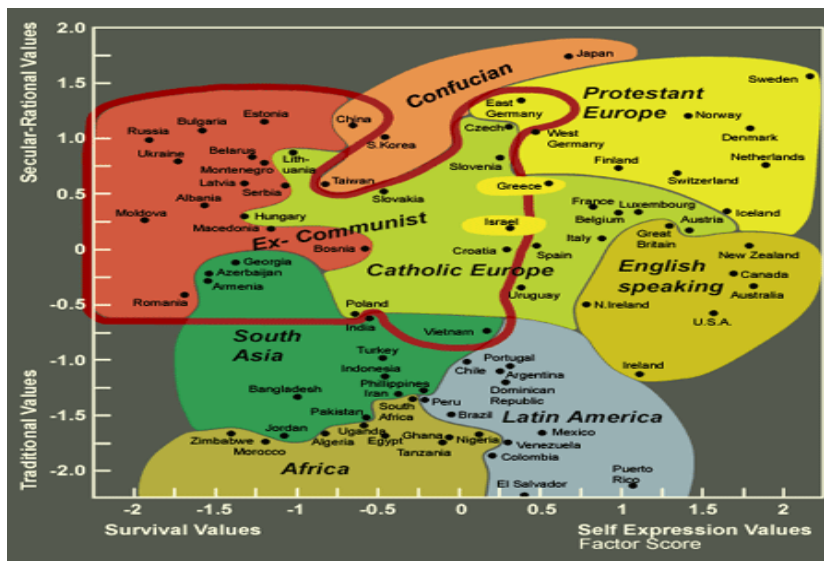 Secular-Rational Values
Traditional Values
2.0
1.5
1.0
0.5
0
-0.5
-1.0
-1.5
-2.0
Japan
Confucian
Protestant
Europe
Sweden
East
Germany
China
Estonia
Bulgaria
Russia
S.Korea
Czech
West
Germany
Norway
Denmark
Ukraine
Belarus
Lith-
uania
Montenegro
Slovenia
Finland
Netherlands
Switzerland
Latvia
Serbia
Taiwan
Slovakia
Greece
Albania
Moldova
Hungary
Macedonia
Ex- Communist
Israel
France
Luxembourg
Belgium
Austria
Iceland
Great
Britain
Bosnia
Croatia
Spain
Italy
New Zealand
Georgia
Azerbaijan
Armenia
Catholic Europe
English
speaking
Canada
Australia
Romania
Uruguay
N.Ireland
U.S.A.
Poland
India
Vietnam
South
Asia
Turkey
Indonesia
Chile
Portugal
Argentina
Dominican
Republic
Ireland
Bangladesh
Phillippines
Iran
South
Africa
Peru
Brazil
Latin America
Pakistan
Uganda
Jordan
Zimbabwe
Morocco
Algeria
Egypt
Ghana
Tanzania
Nigeria
Mexico
Venezuela
Colombia
Africa
El Salvador
Puerto
Rico
-2
-1.5
-1
-0.5
0
0.5
1
1.5
2
Survival Values
Self Expression Values
Factor Score